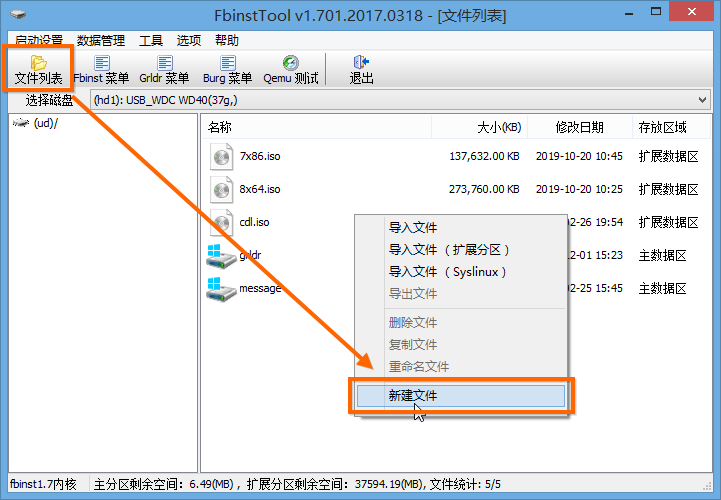 FbinstTool v1.701.2017.0318 - [文件列表]
启动设置 数据管理 工具 选项 帮助
文件列表 Fbinst 菜单 Grldr 菜单 Burg 菜单 Qemu 测试 退出
选择磁盘 (hd1): USB_WDC WD40(37g,)
(ud)/
名称 大小(KB) 修改日期 存放区域
7x86.iso 137,632.00 KB 2019-10-20 10:45 扩展数据区
8x64.iso 273,760.00 KB 2019-10-20 10:25 扩展数据区
cdl.iso 02-26 19:54 扩展数据区
grldr 2-01 15:23 主数据区
message 02-25 15:45 主数据区
导入文件
导入文件（扩展分区）
导入文件（Syslinux）
导出文件
删除文件
复制文件
重命名文件
新建文件
fbinst1.7内核 主分区剩余空间：6.49(MB) ，扩展分区剩余空间：37594.19(MB), 文件统计: 5/5